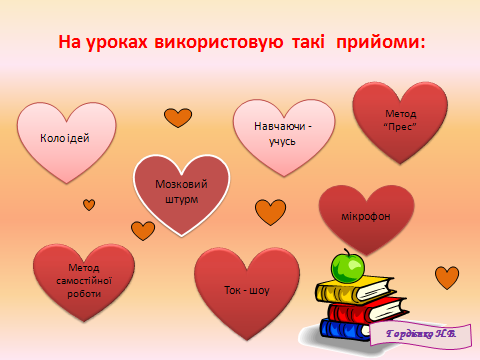 На уроках використовую такі прийоми:
Коло ідей
Навчаючи -
учусь
Метод
“Прес”
Мозковий
штурм
мікрофон
Метод
самостійної
роботи
Ток - шоу
Гордієнко Н.В.